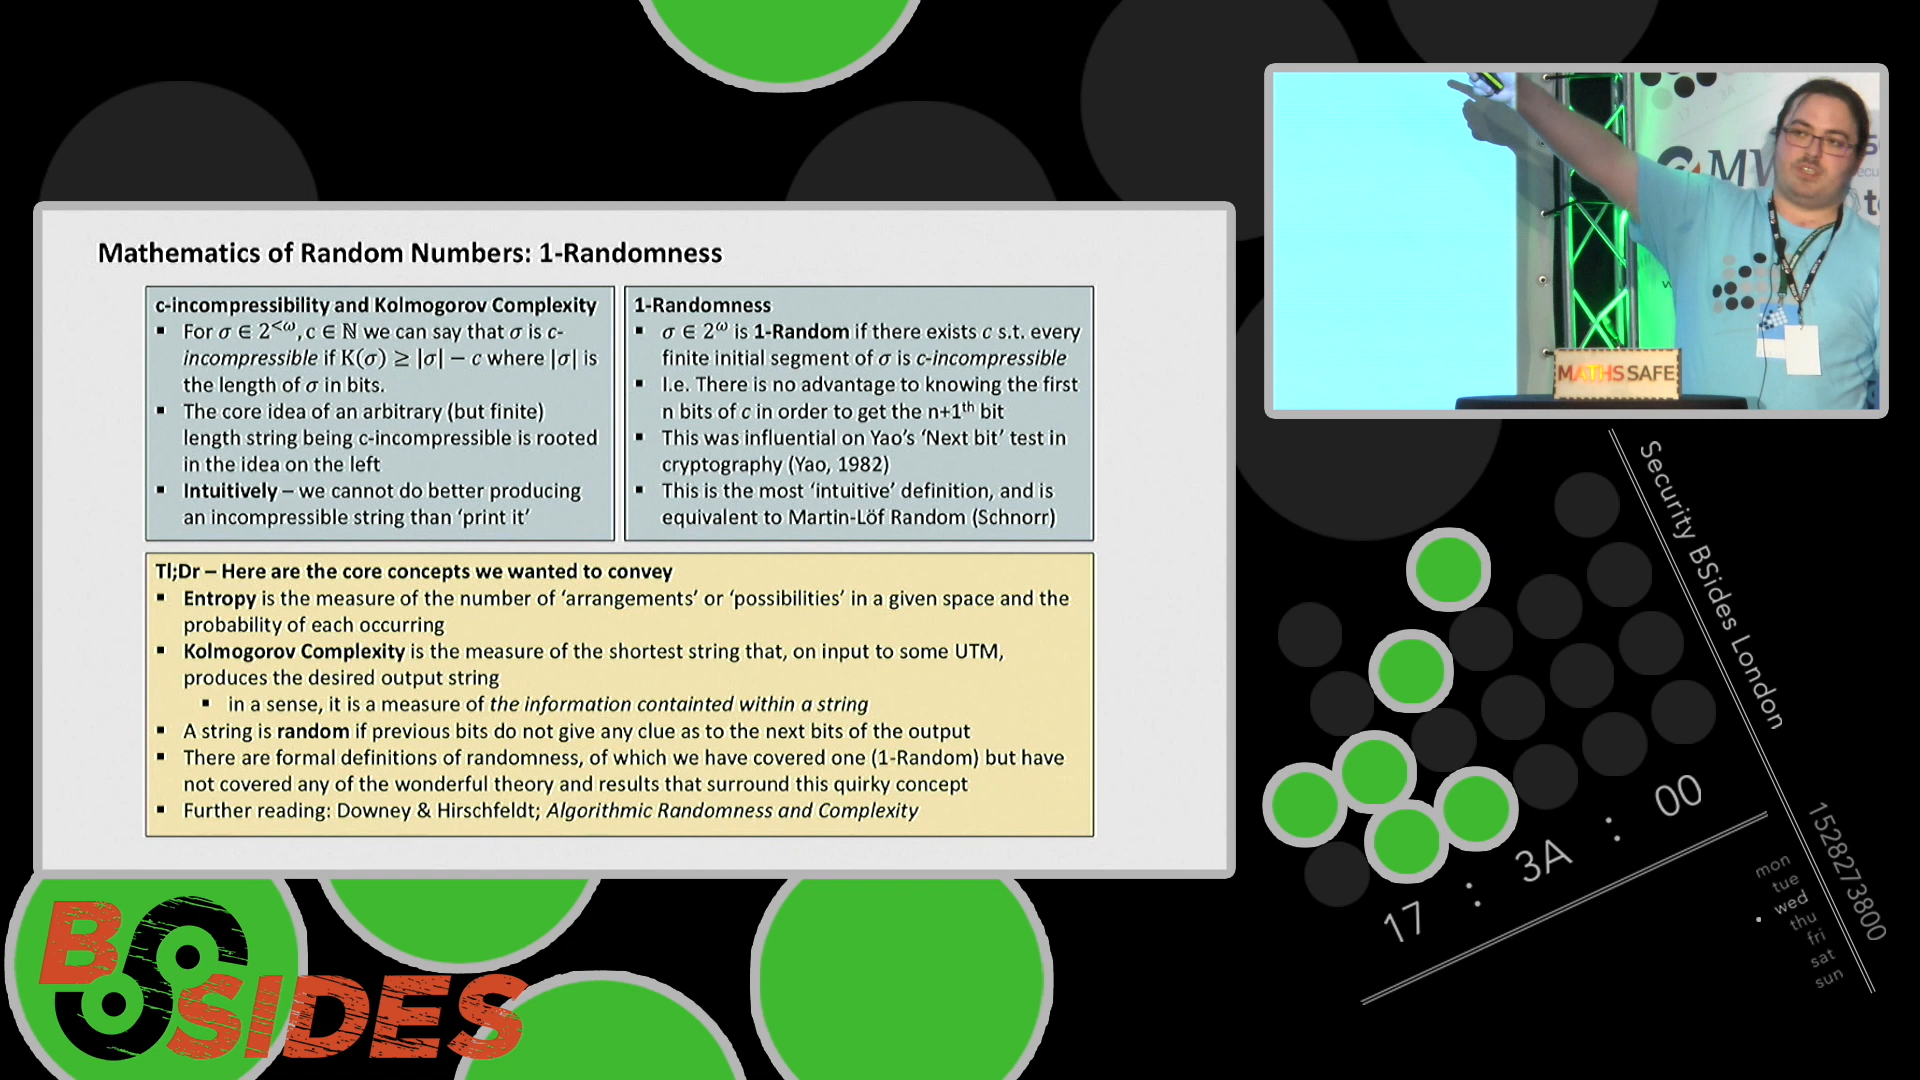 Mathematics of Random Numbers: 1-Randomness
c-incompressibility and Kolmogorov Complexity
▪ For σ ∈ 2^{<ω}, c ∈ ℕ we can say that σ is c-
incompressible if K(σ) ≥ |σ| − c where |σ| is
the length of σ in bits.
▪ The core idea of an arbitrary (but finite)
length string being c-incompressible is rooted
in the idea on the left
▪ Intuitively – we cannot do better producing
an incompressible string than ‘print it’
1-Randomness
▪ σ ∈ 2^ω is 1-Random if there exists c s.t. every
finite initial segment of σ is c-incompressible
▪ I.e. There is no advantage to knowing the first
n bits of c in order to get the n+1th bit
▪ This was influential on Yao’s ‘Next bit’ test in
cryptography (Yao, 1982)
▪ This is the most ‘intuitive’ definition, and is
equivalent to Martin-Löf Random (Schnorr)
Tl;Dr – Here are the core concepts we wanted to convey
▪ Entropy is the measure of the number of ‘arrangements’ or ‘possibilities’ in a given space and the
probability of each occurring
▪ Kolmogorov Complexity is the measure of the shortest string that, on input to some UTM,
produces the desired output string
▪ in a sense, it is a measure of the information containted within a string
▪ A string is random if previous bits do not give any clue as to the next bits of the output
▪ There are formal definitions of randomness, of which we have covered one (1-Random) but have
not covered any of the wonderful theory and results that surround this quirky concept
▪ Further reading: Downey & Hirschfeldt; Algorithmic Randomness and Complexity
MATHS SAFE
Security BSides London
17 : 3A : 00
1528273800
mon
tue
wed
thu
fri
sat
sun
BSIDES